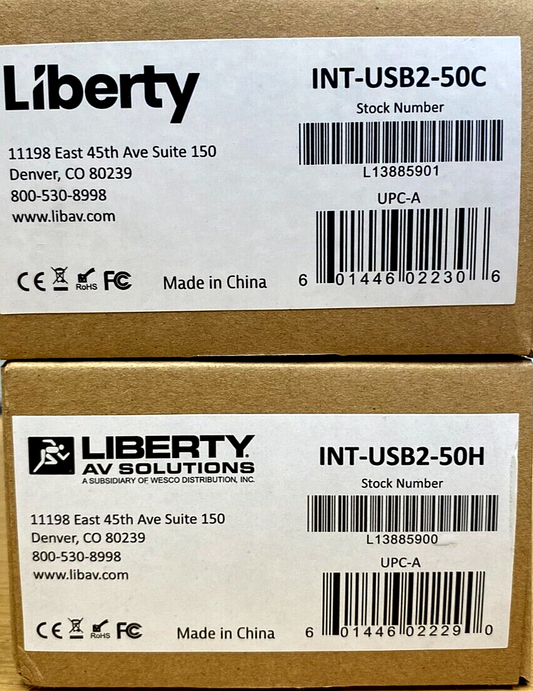 Liberty
11198 East 45th Ave Suite 150
Denver, CO 80239
800-530-8998
www.libav.com
CE RoHS FC
Made in China
INT-USB2-50C
Stock Number
L13885901
UPC-A
6 01446 02230 6
LIBERTY.
AV SOLUTIONS
A SUBSIDIARY OF WESCO DISTRIBUTION, INC.
11198 East 45th Ave Suite 150
Denver, CO 80239
800-530-8998
www.libav.com
CE RoHS FC
Made in China
INT-USB2-50H
Stock Number
L13885900
UPC-A
6 01446 02229 0